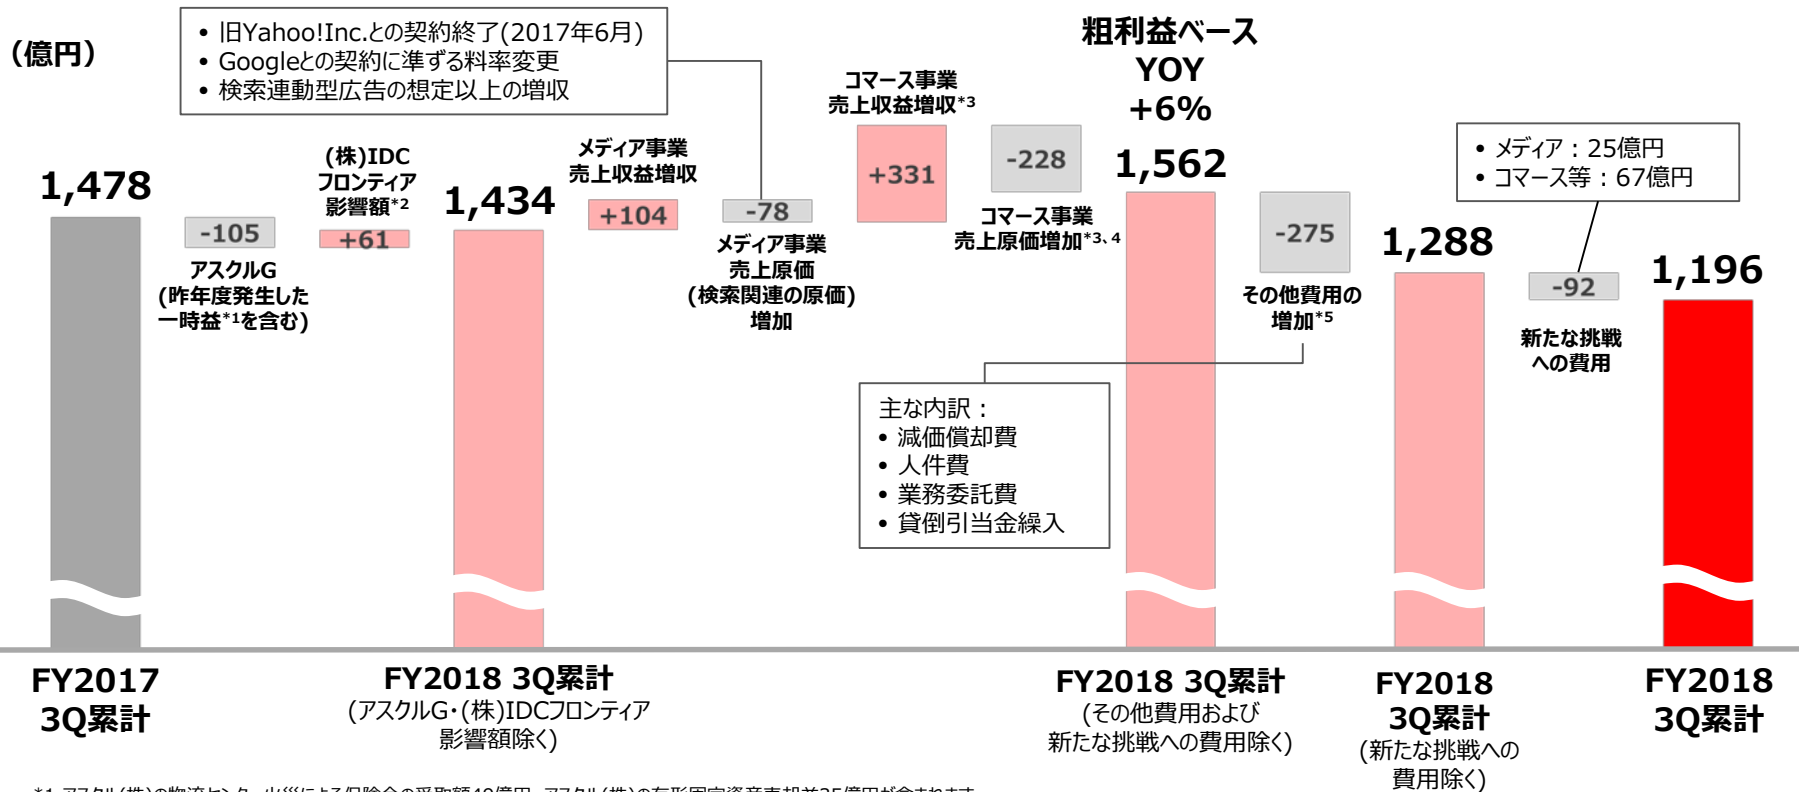 (億円)
• 旧Yahoo!Inc.との契約終了(2017年6月)
• Googleとの契約に準ずる料率変更
• 検索連動型広告の想定以上の増収
粗利益ベース
YOY
+6%
1,478
-105
アスクルG
(昨年度発生した
一時益*1を含む)
(株)IDC
フロンティア
影響額*2
+61
1,434
メディア事業
売上収益増収
+104
-78
メディア事業
売上原価
(検索関連の原価)
増加
コマース事業
売上収益増収*3
+331
-228
コマース事業
売上原価増加*3、4
1,562
-275
その他費用の
増加*5
主な内訳：
• 減価償却費
• 人件費
• 業務委託費
• 貸倒引当金繰入
1,288
• メディア：25億円
• コマース等：67億円
-92
新たな挑戦
への費用
1,196
FY2017
3Q累計
FY2018 3Q累計
(アスクルG・(株)IDCフロンティア
影響額除く)
FY2018 3Q累計
(その他費用および
新たな挑戦への費用除く)
FY2018
3Q累計
(新たな挑戦への
費用除く)
FY2018
3Q累計